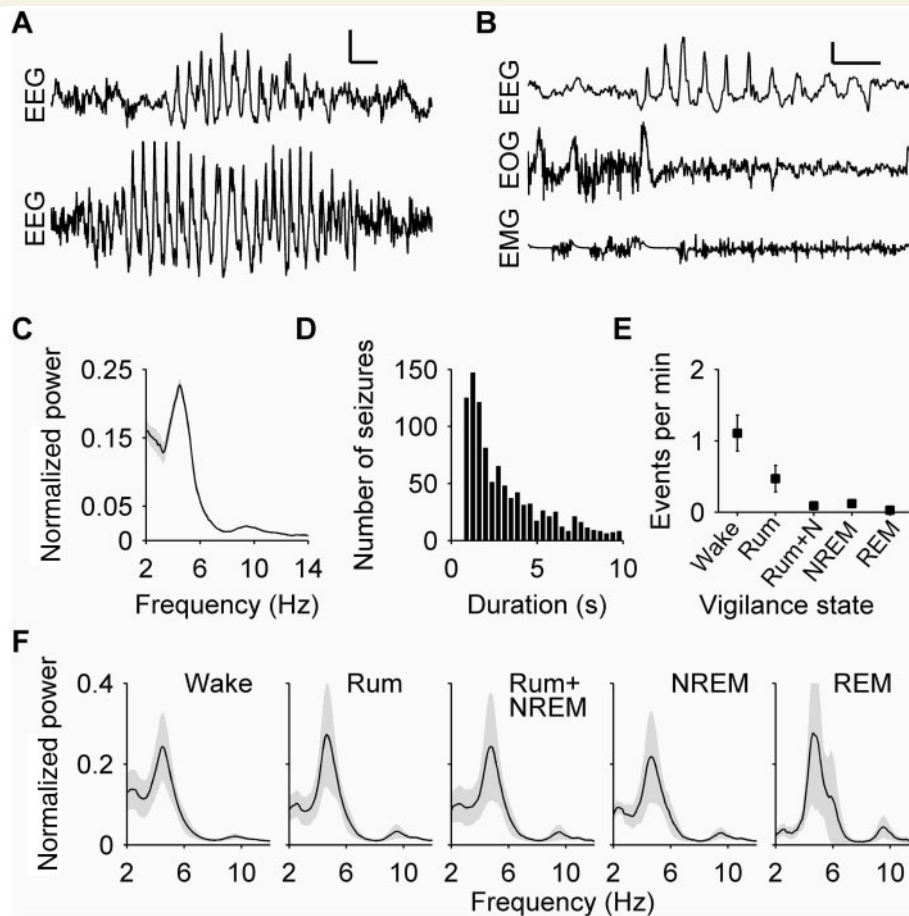 A
B
EEG
EEG
EEG
EOG
EMG
C
D
E
Normalized power
0.25
0.15
0.05
0
2 6 10 14
Frequency (Hz)
Number of seizures
150
100
50
0
0 5 10
Duration (s)
Events per min
2
1
0
Wake
Rum
Rum+N
NREM
REM
Vigilance state
F
Normalized power
0.4
0.2
0
Wake
Rum
Rum+
NREM
NREM
REM
2 6 10 2 6 10 2 6 10 2 6 10 2 6 10
Frequency (Hz)